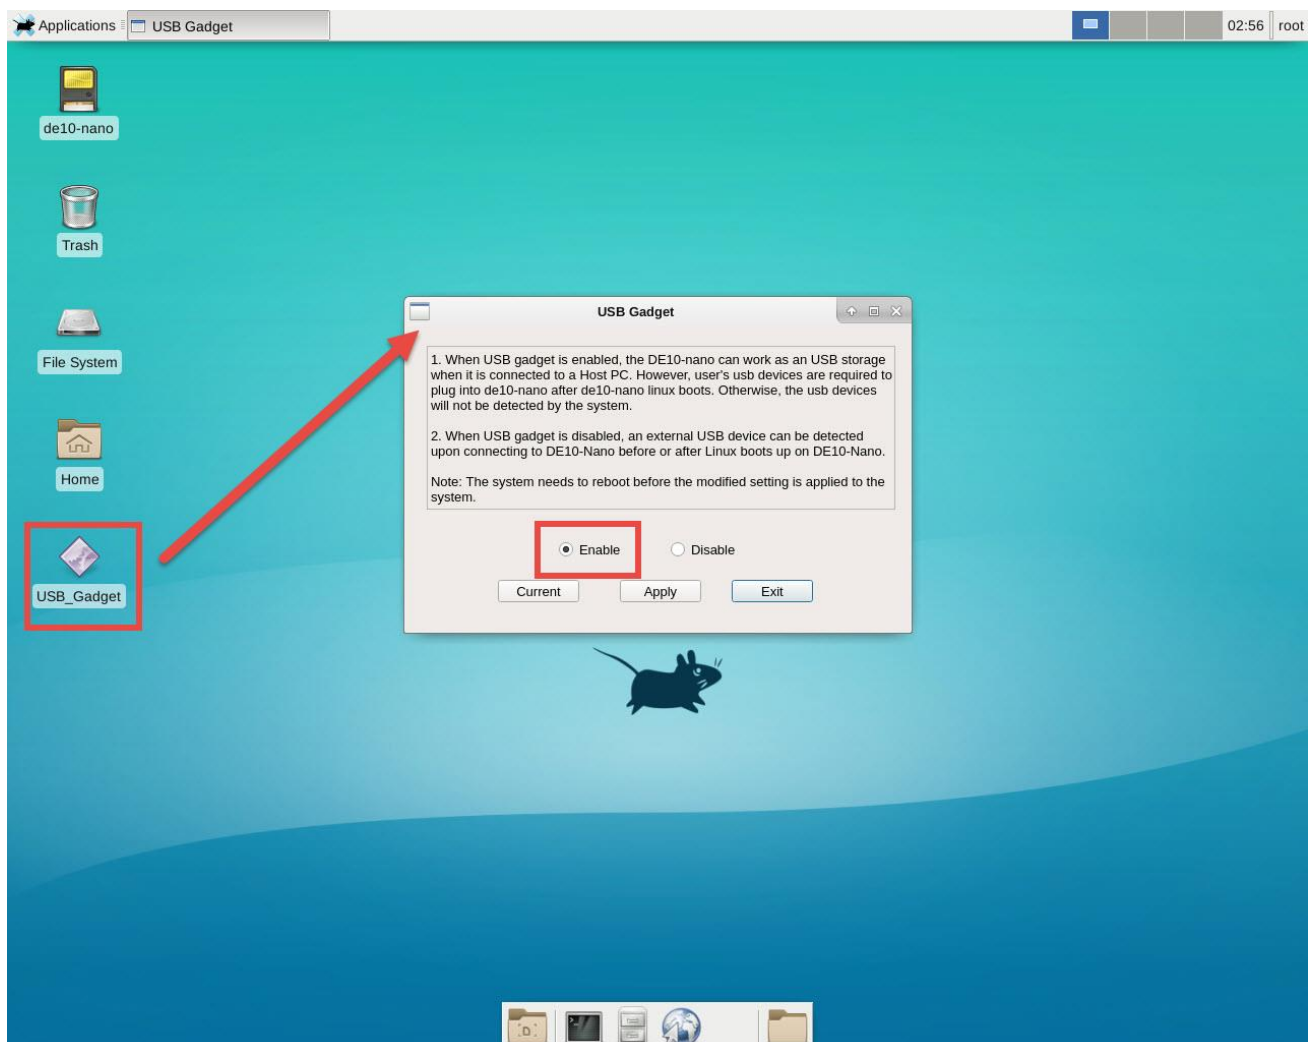 Applications
USB Gadget
02:56
root
de10-nano
Trash
File System
Home
USB_Gadget
USB Gadget
1. When USB gadget is enabled, the DE10-nano can work as an USB storage
when it is connected to a Host PC. However, user's usb devices are required to
plug into de10-nano after de10-nano linux boots. Otherwise, the usb devices
will not be detected by the system.
2. When USB gadget is disabled, an external USB device can be detected
upon connecting to DE10-Nano before or after Linux boots up on DE10-Nano.
Note: The system needs to reboot before the modified setting is applied to the
system.
Enable
Disable
Current
Apply
Exit